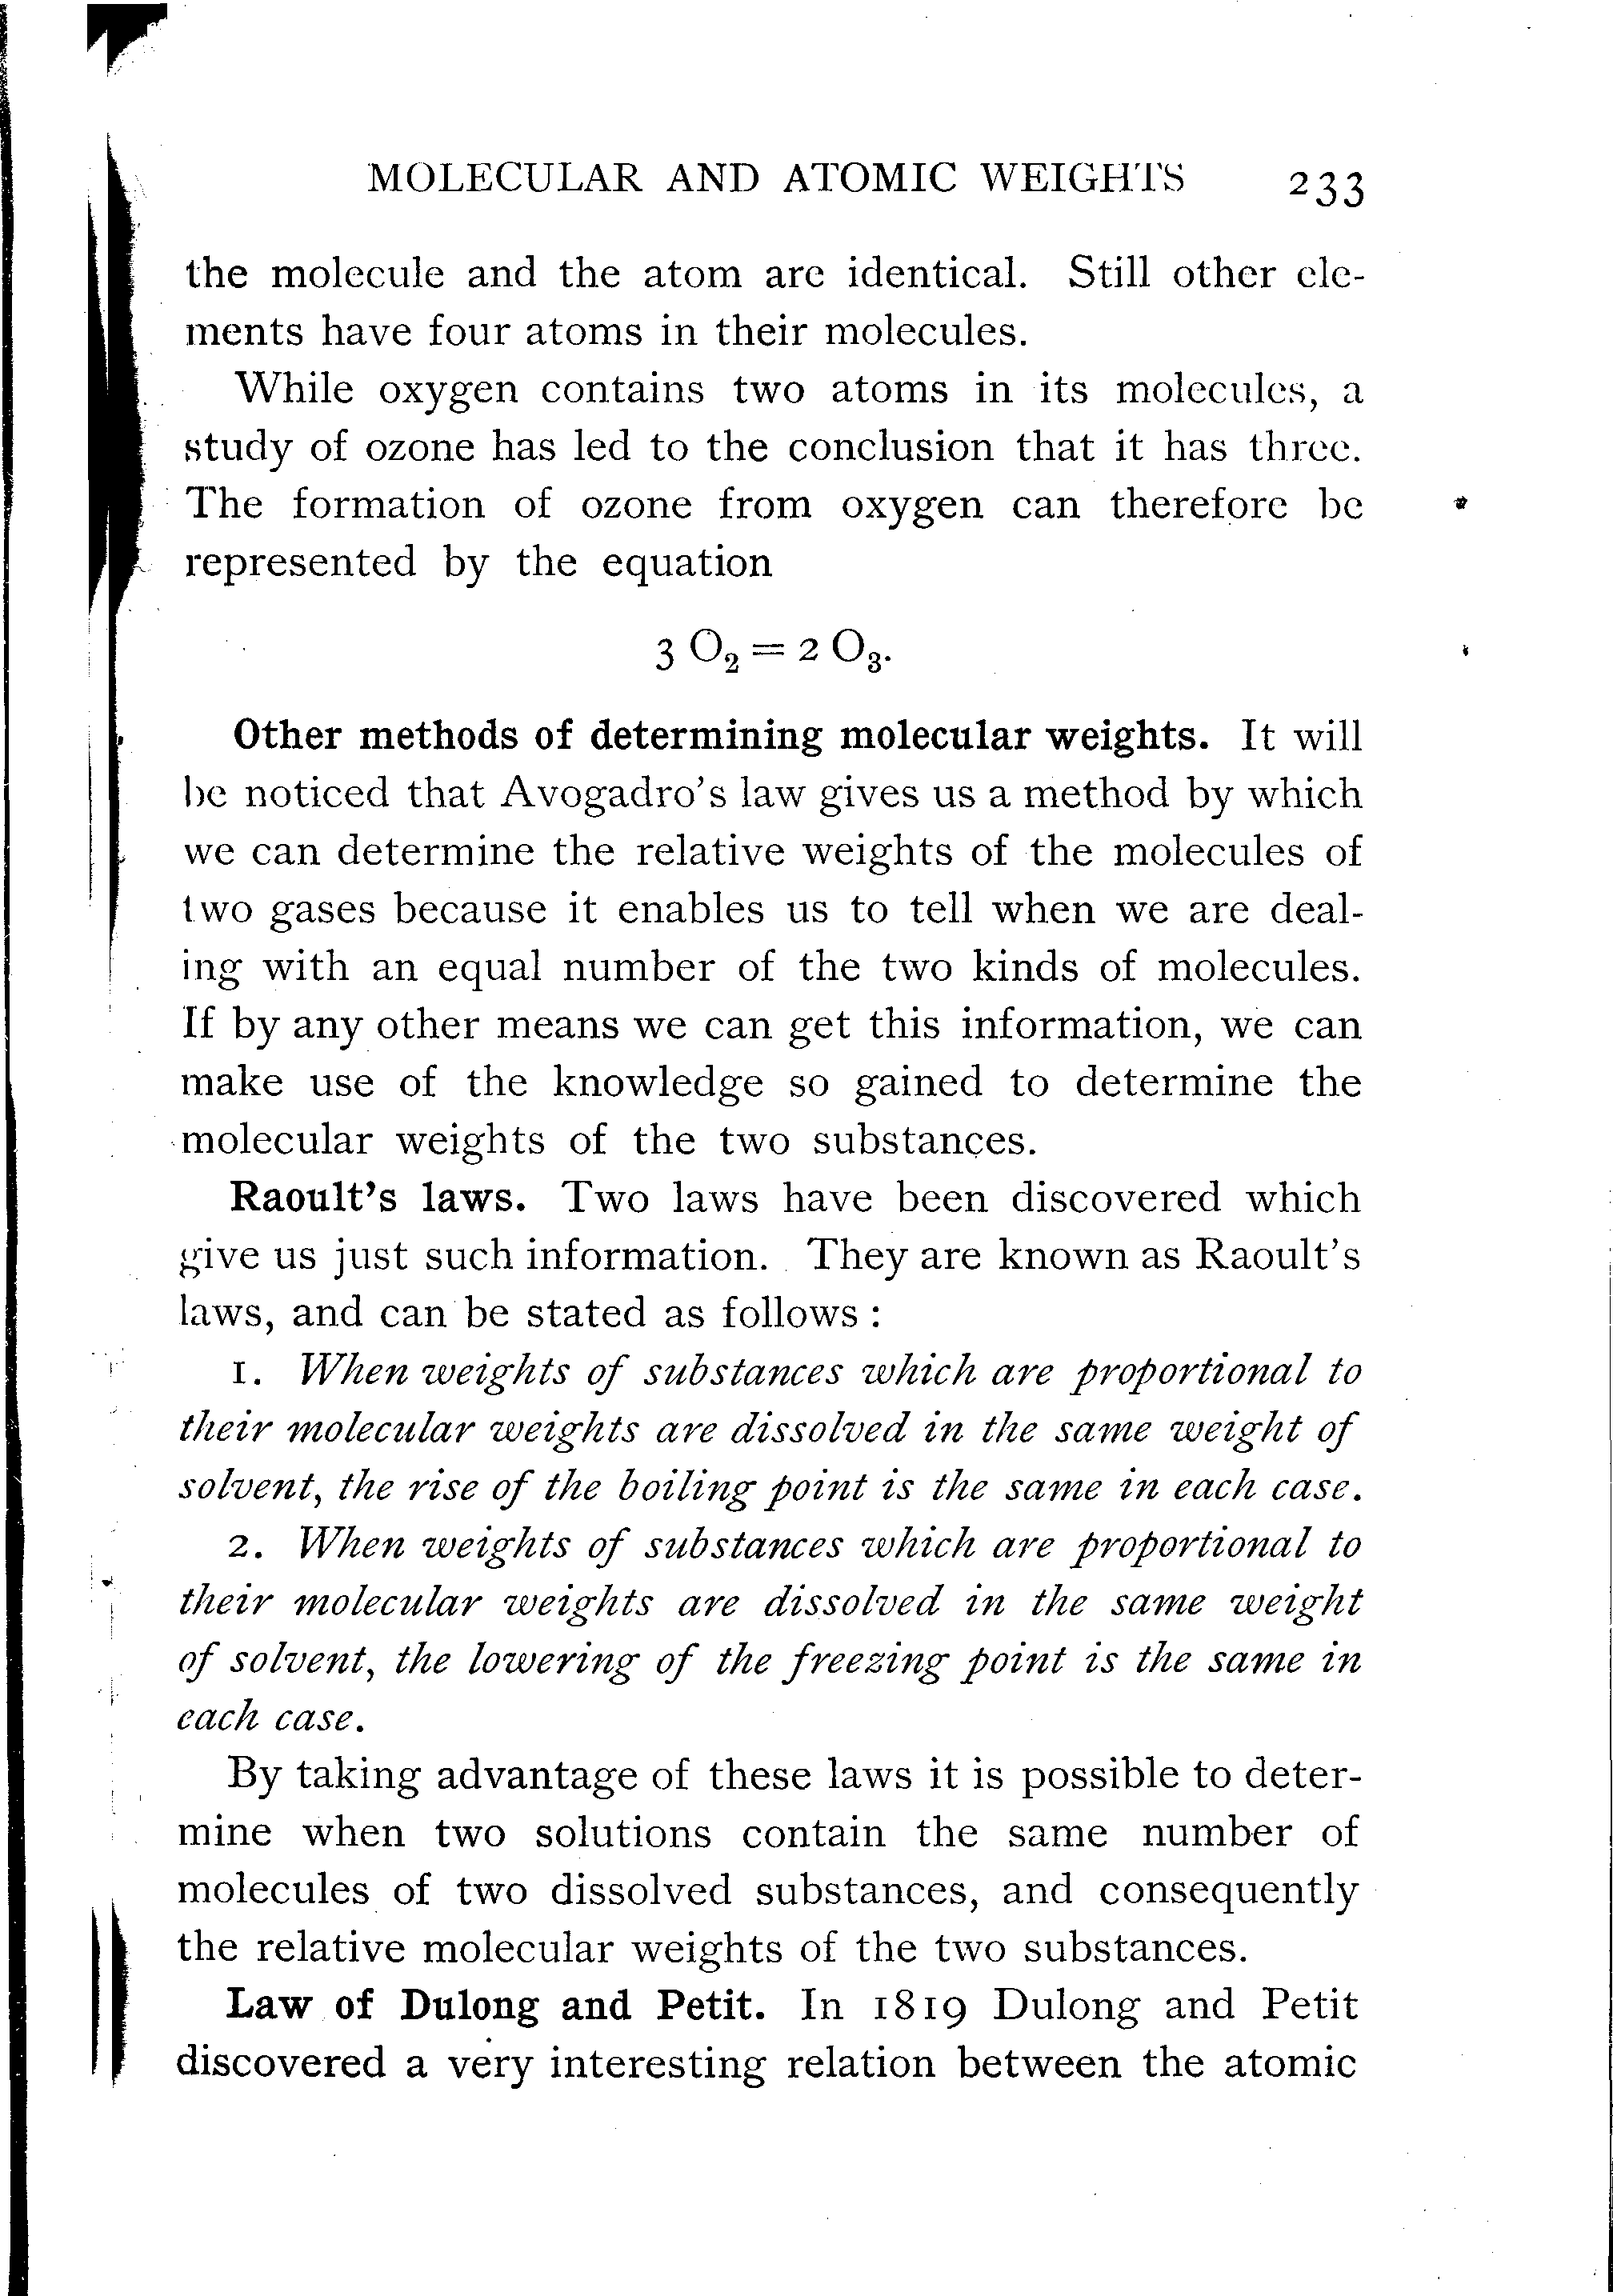 MOLECULAR AND ATOMIC WEIGHTS 233
the molecule and the atom are identical. Still other ele-
ments have four atoms in their molecules.
While oxygen contains two atoms in its molecules, a
study of ozone has led to the conclusion that it has three.
The formation of ozone from oxygen can therefore be
represented by the equation
3 O₂ = 2 O₃.
Other methods of determining molecular weights. It will
be noticed that Avogadro's law gives us a method by which
we can determine the relative weights of the molecules of
two gases because it enables us to tell when we are deal-
ing with an equal number of the two kinds of molecules.
If by any other means we can get this information, we can
make use of the knowledge so gained to determine the
molecular weights of the two substances.
Raoult's laws. Two laws have been discovered which
give us just such information. They are known as Raoult's
laws, and can be stated as follows :
1. When weights of substances which are proportional to
their molecular weights are dissolved in the same weight of
solvent, the rise of the boiling point is the same in each case.
2. When weights of substances which are proportional to
their molecular weights are dissolved in the same weight
of solvent, the lowering of the freezing point is the same in
each case.
By taking advantage of these laws it is possible to deter-
mine when two solutions contain the same number of
molecules of two dissolved substances, and consequently
the relative molecular weights of the two substances.
Law of Dulong and Petit. In 1819 Dulong and Petit
discovered a very interesting relation between the atomic